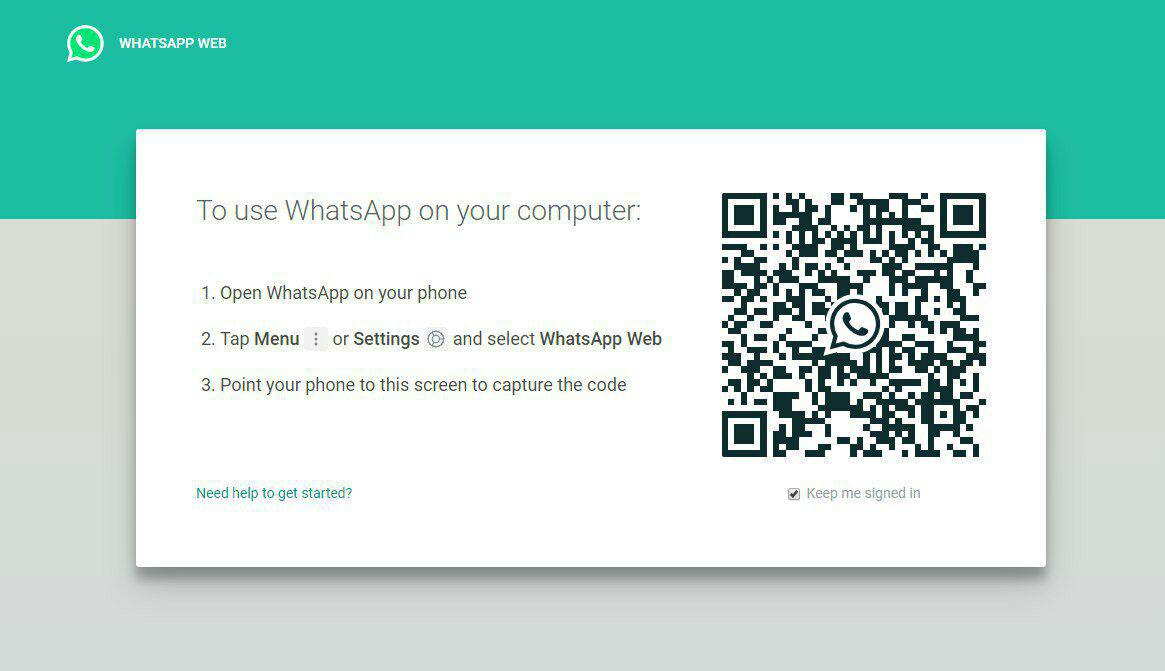 WHATSAPP WEB
To use WhatsApp on your computer:
1. Open WhatsApp on your phone
2. Tap Menu or Settings and select WhatsApp Web
3. Point your phone to this screen to capture the code
Need help to get started?
Keep me signed in